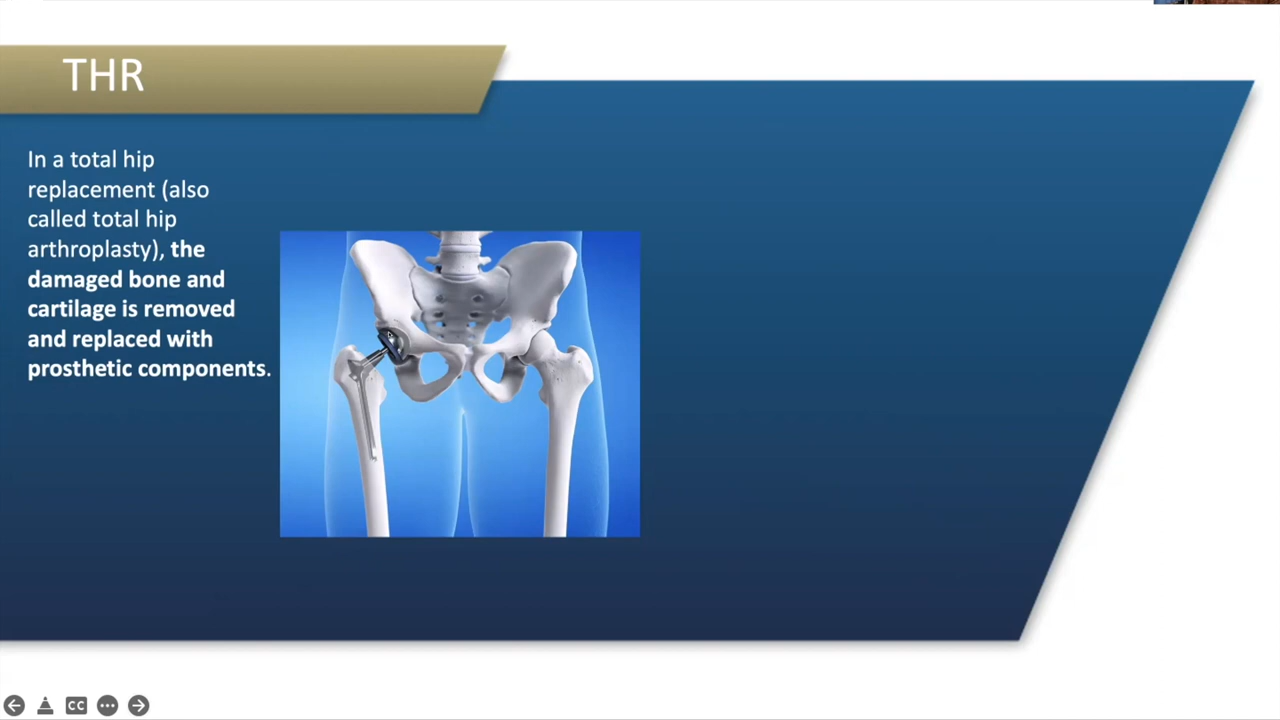 THR
In a total hip
replacement (also
called total hip
arthroplasty), the
damaged bone and
cartilage is removed
and replaced with
prosthetic components.
CC